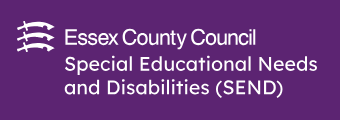 Essex County Council
Special Educational Needs
and Disabilities (SEND)